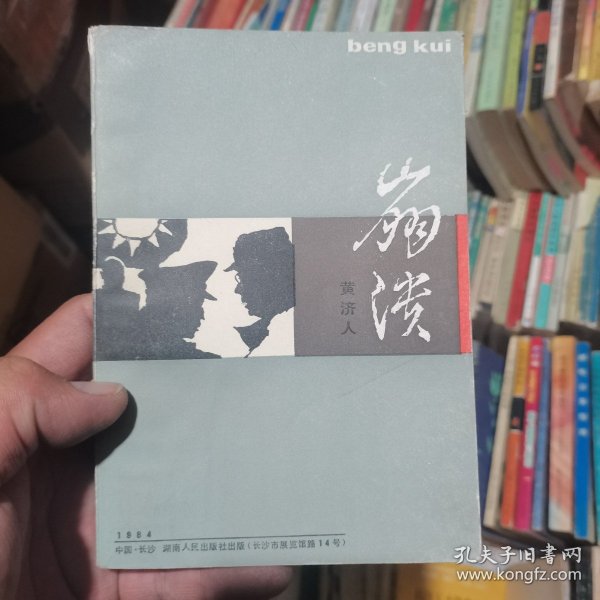 beng kui
崩溃
黄济人
1984
中国·长沙 湖南人民出版社出版(长沙市展览馆路14号)
孔夫子旧书网
www.kongfz.com